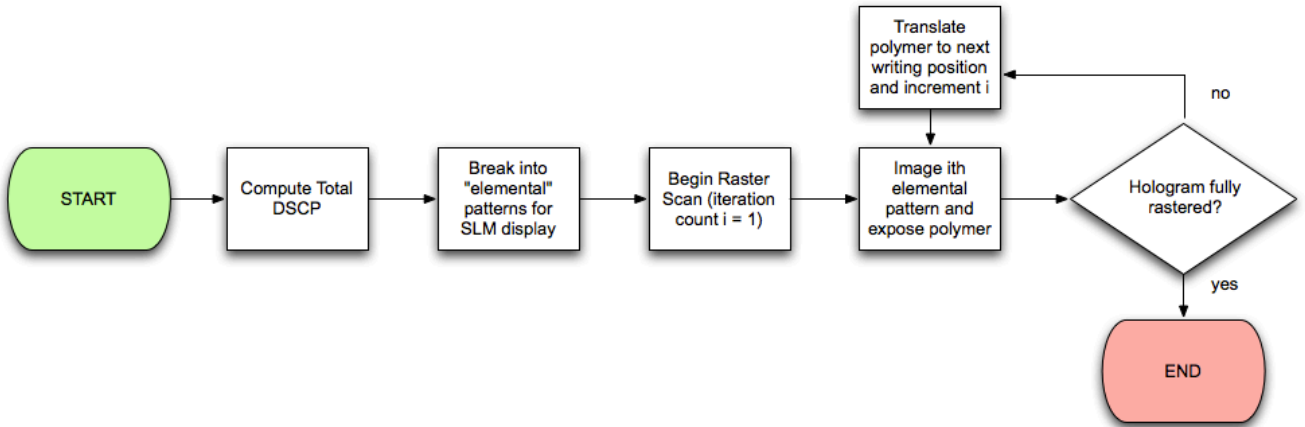 START
Compute Total
DSCP
Break into
"elemental"
patterns for
SLM display
Begin Raster
Scan (iteration
count i = 1)
Image ith
elemental
pattern and
expose polymer
Hologram fully
rastered?
no
Translate
polymer to next
writing position
and increment i
yes
END